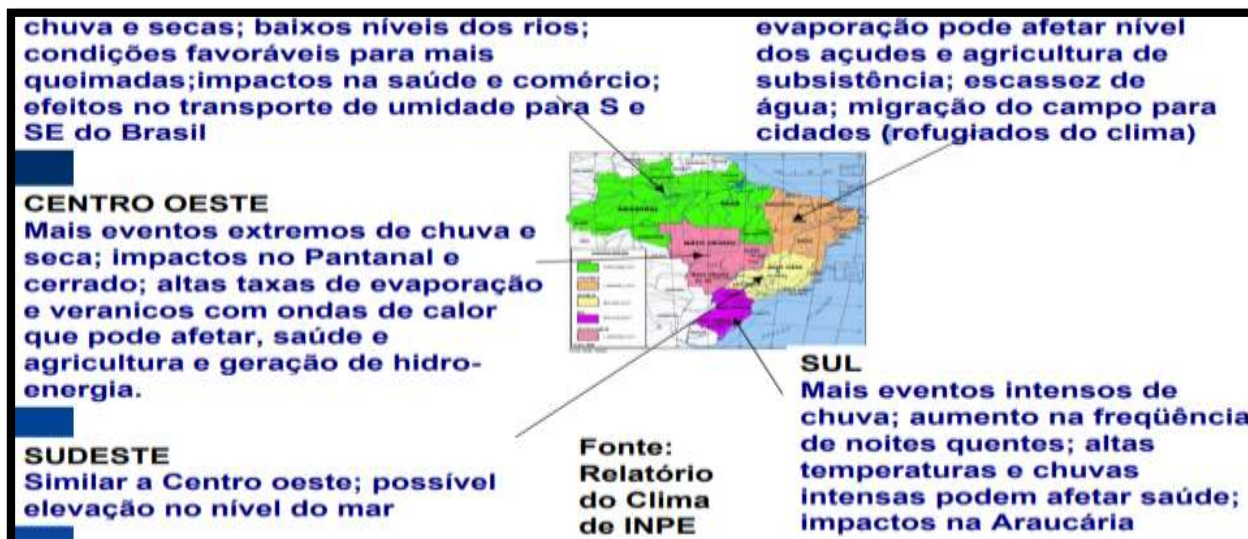 chuva e secas; baixos níveis dos rios;
condições favoráveis para mais
queimadas;impactos na saúde e comércio;
efeitos no transporte de umidade para S e
SE do Brasil
evaporação pode afetar nível
dos açudes e agricultura de
subsistência; escassez de
água; migração do campo para
cidades (refugiados do clima)
CENTRO OESTE
Mais eventos extremos de chuva e
seca; impactos no Pantanal e
cerrado; altas taxas de evaporação
e veranicos com ondas de calor
que pode afetar, saúde e
agricultura e geração de hidro-
energia.
SUDESTE
Similar a Centro oeste; possível
elevação no nível do mar
Fonte:
Relatório
do Clima
de INPE
SUL
Mais eventos intensos de
chuva; aumento na freqüência
de noites quentes; altas
temperaturas e chuvas
intensas podem afetar saúde;
impactos na Araucária